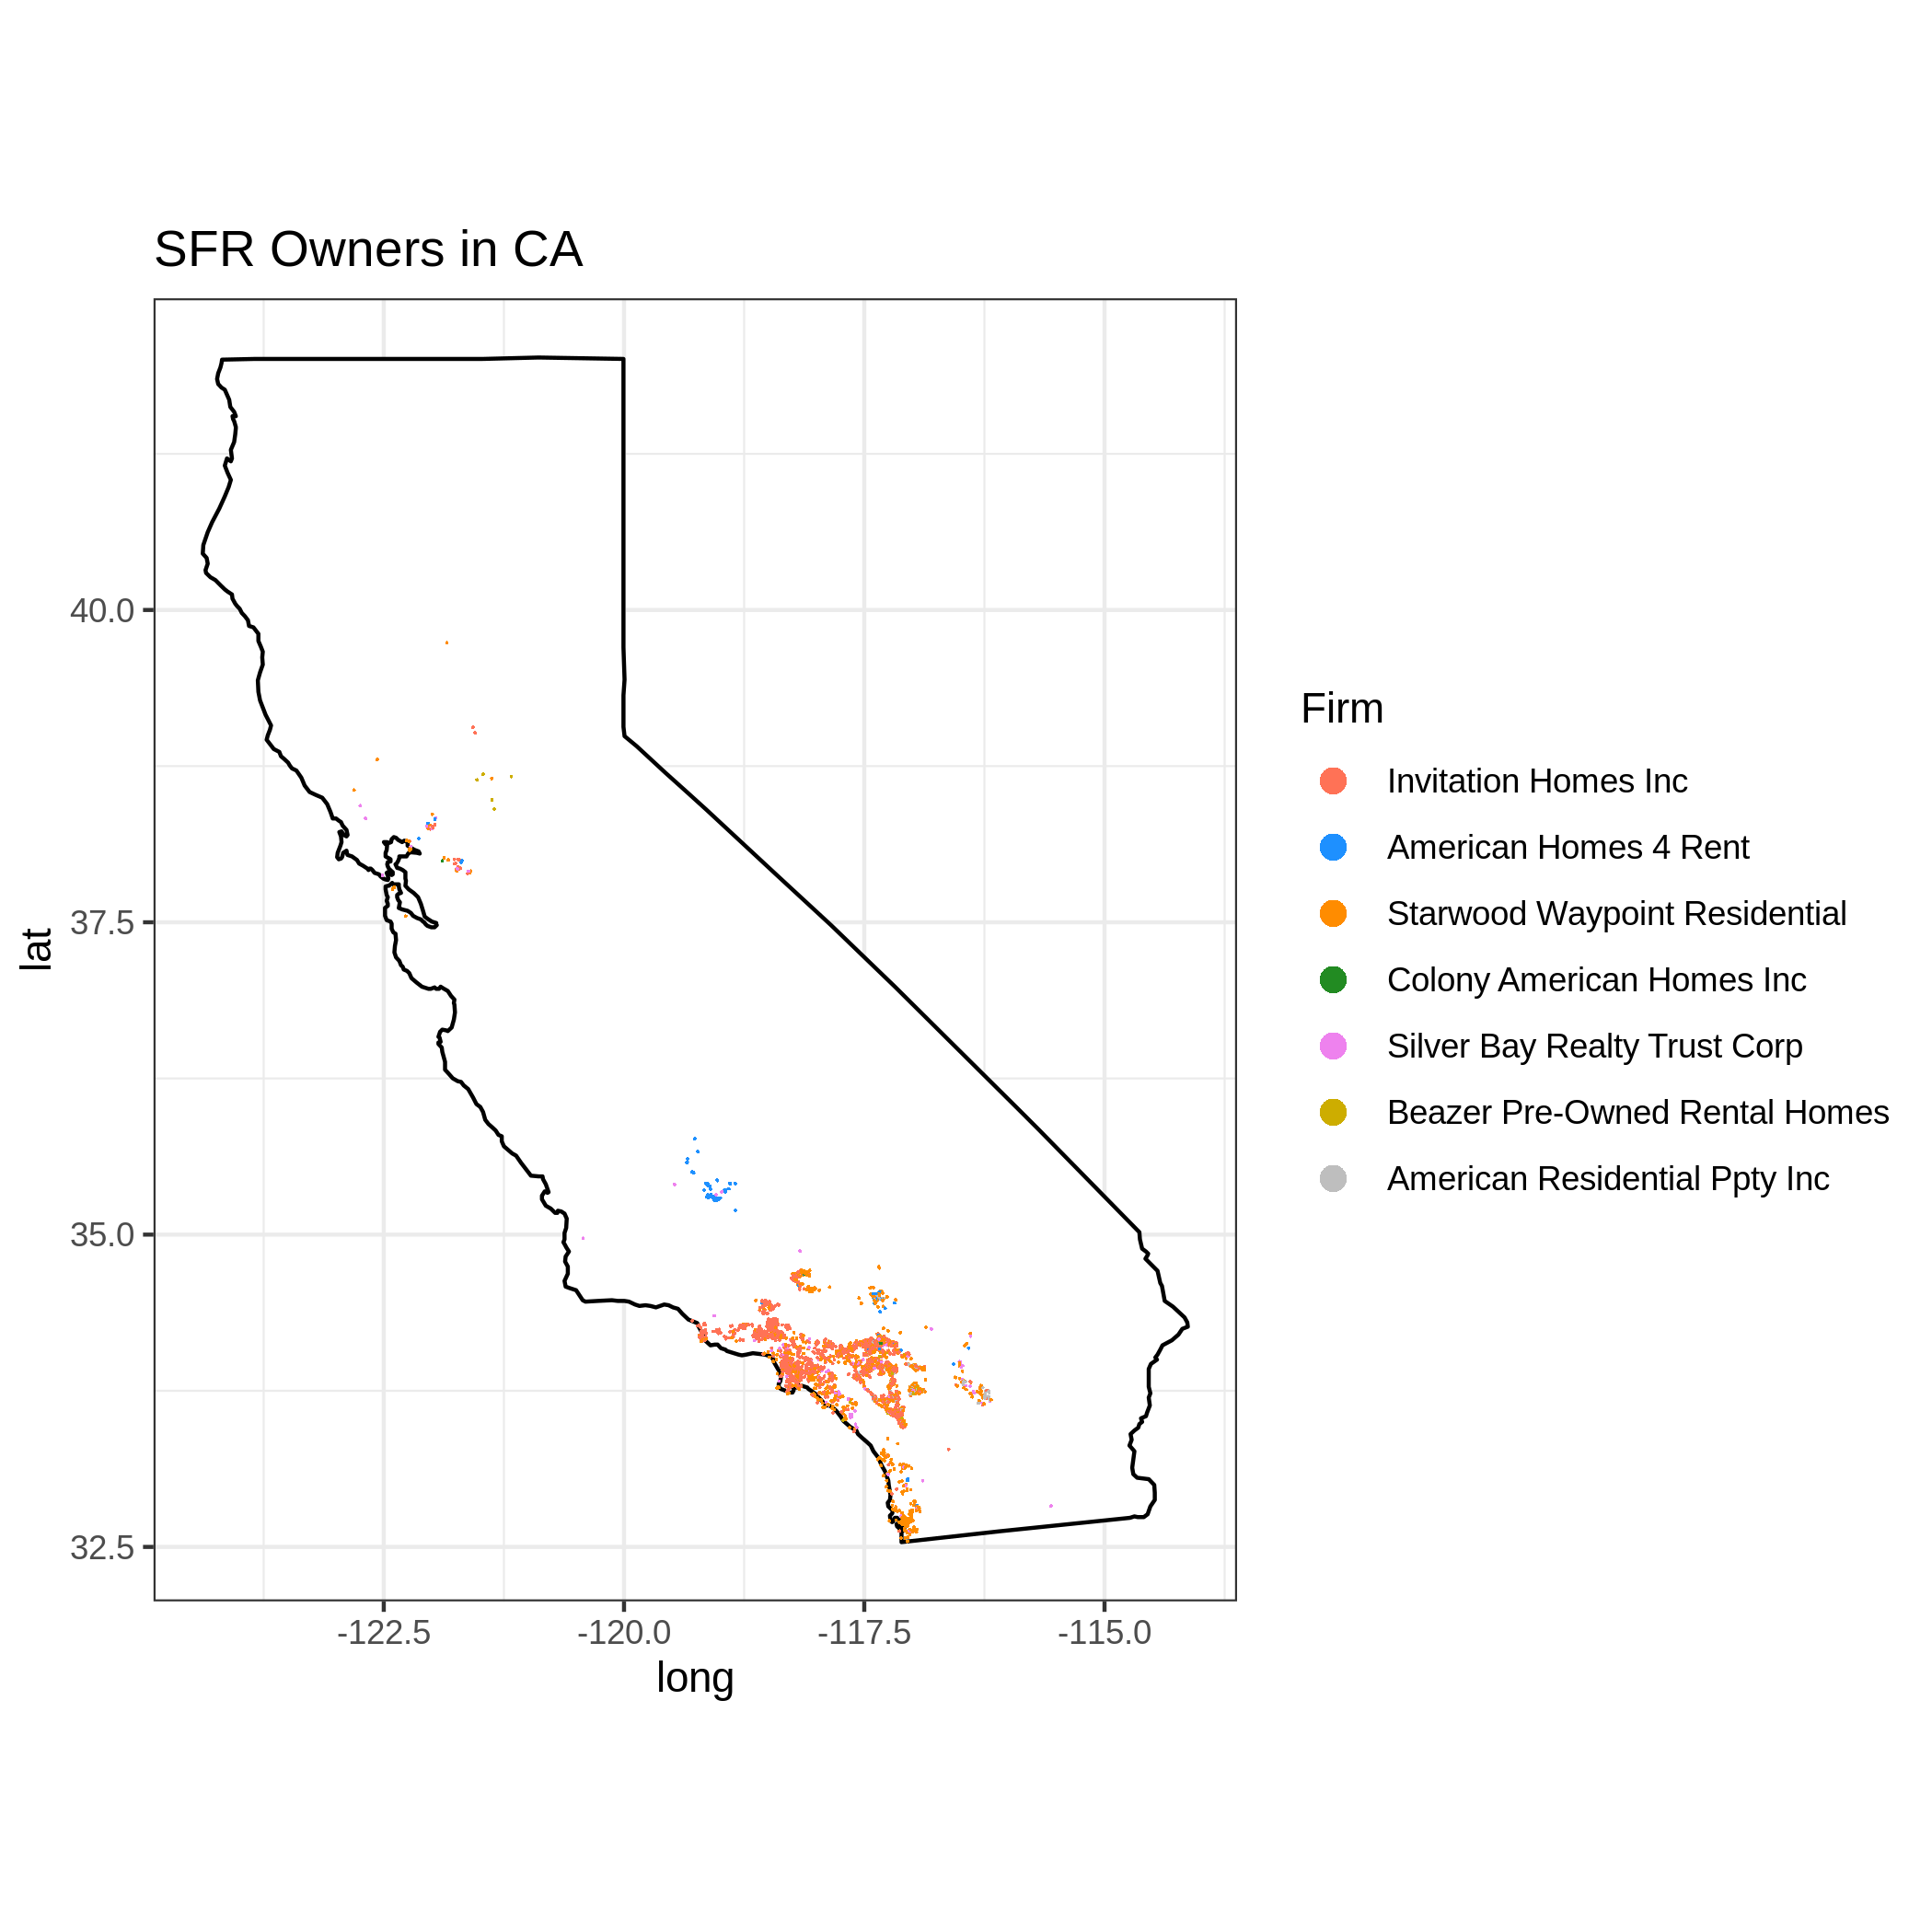 SFR Owners in CA
40.0
37.5
35.0
32.5
lat
-122.5
-120.0
-117.5
-115.0
long
Firm
Invitation Homes Inc
American Homes 4 Rent
Starwood Waypoint Residential
Colony American Homes Inc
Silver Bay Realty Trust Corp
Beazer Pre-Owned Rental Homes
American Residential Ppty Inc